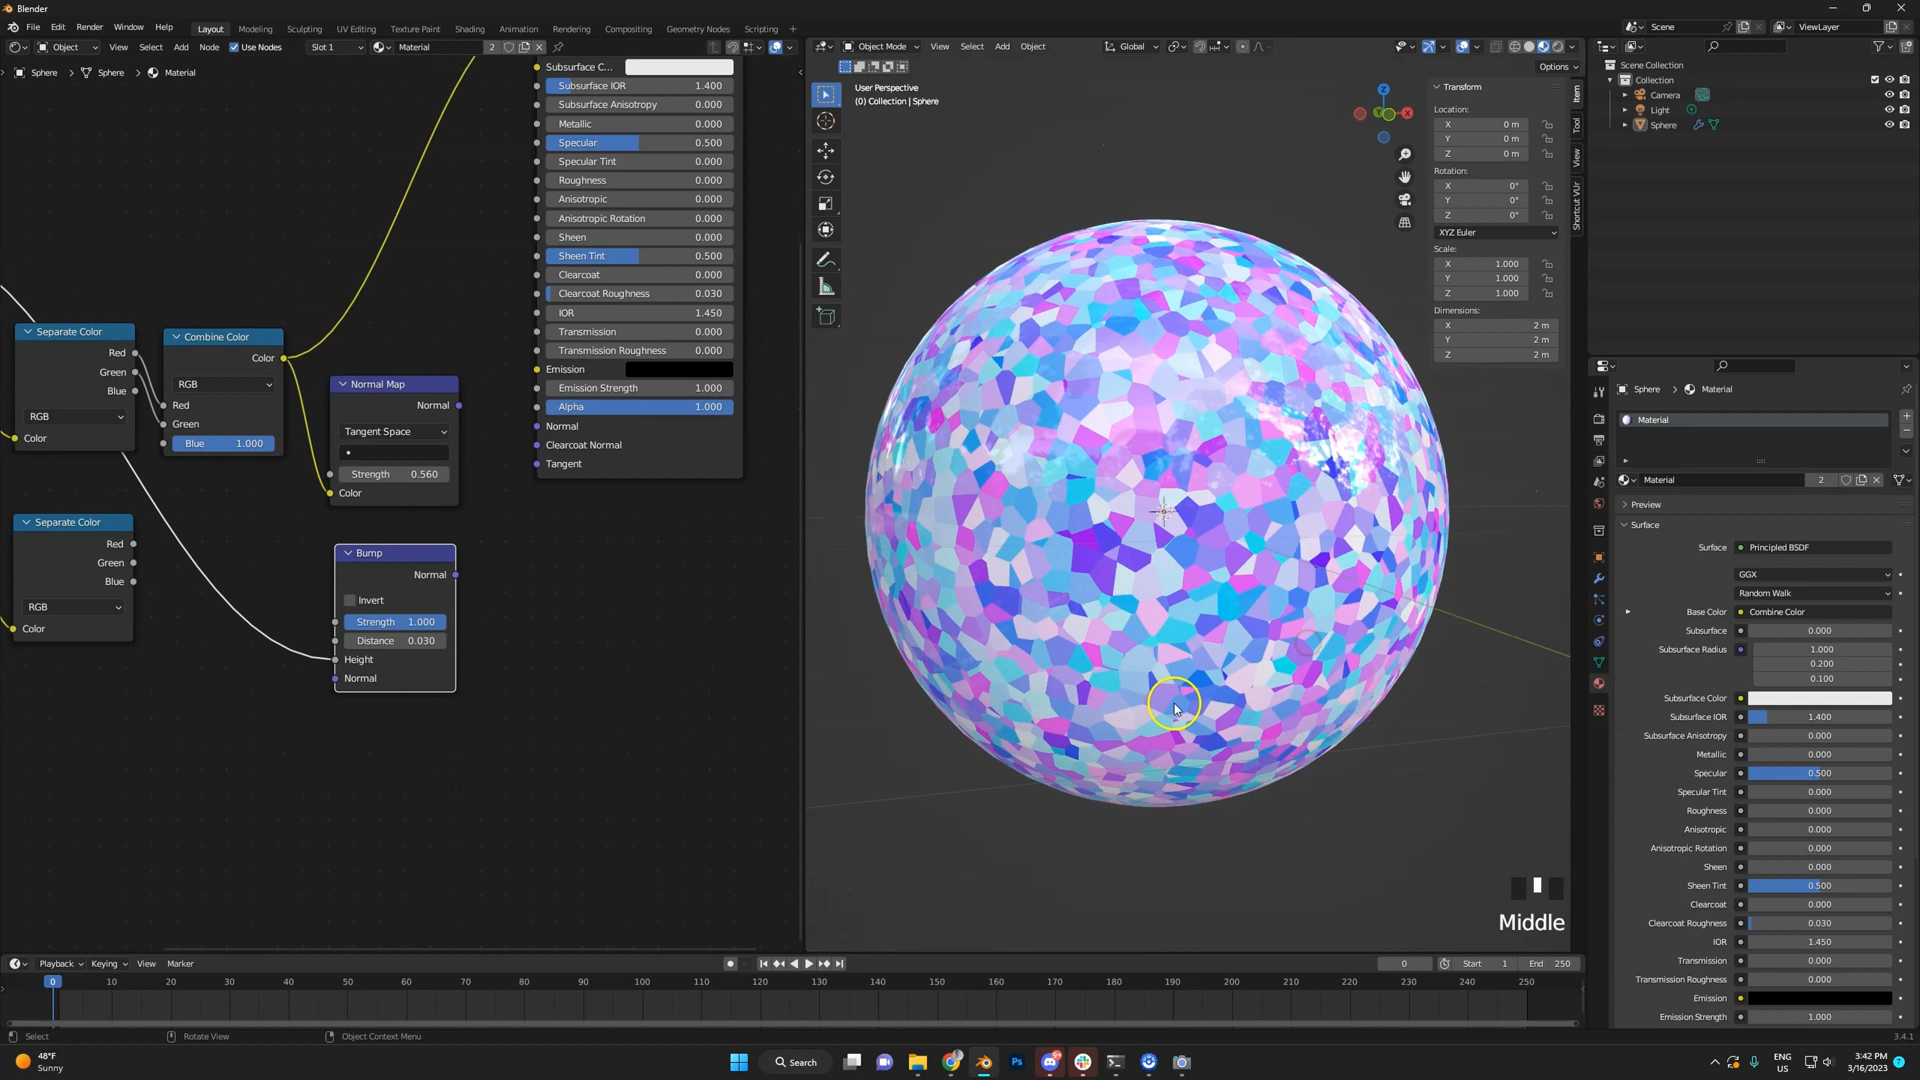 Blender
File Edit Render Window Help Layout Modeling Sculpting UV Editing Texture Paint Shading Animation Rendering Compositing Geometry Nodes Scripting + Scene ViewLayer
Object View Select Add Node Use Nodes Slot 1 Material 2
Object Mode View Select Add Object Global
Options
Sphere Sphere Material
Subsurface C...
Subsurface IOR 1.400
Subsurface Anisotropy 0.000
Metallic 0.000
Specular 0.500
Specular Tint 0.000
Roughness 0.000
Anisotropic 0.000
Anisotropic Rotation 0.000
Sheen 0.000
Sheen Tint 0.500
Clearcoat 0.000
Clearcoat Roughness 0.030
IOR 1.450
Transmission 0.000
Transmission Roughness 0.000
Emission
Emission Strength 1.000
Alpha 1.000
Normal
Clearcoat Normal
Tangent
Separate Color
Red
Green
Blue
RGB
Color
Combine Color
Color
RGB
Red
Green
Blue 1.000
Normal Map
Normal
Tangent Space
Strength 0.560
Color
Separate Color
Red
Green
Blue
RGB
Color
Bump
Normal
Invert
Strength 1.000
Distance 0.030
Height
Normal
User Perspective
(0) Collection | Sphere
Z
X
Y
Transform
Location:
X 0 m
Y 0 m
Z 0 m
Rotation:
X 0°
Y 0°
Z 0°
XYZ Euler
Scale:
X 1.000
Y 1.000
Z 1.000
Dimensions:
X 2 m
Y 2 m
Z 2 m
Item
Tool
View
Shortcut VUr
Middle
Scene Collection
Collection
Camera
Light
Sphere
Sphere Material
Material
Material 2
Preview
Surface
Surface Principled BSDF
GGX
Random Walk
Base Color Combine Color
Subsurface 0.000
Subsurface Radius 1.000
0.200
0.100
Subsurface Color
Subsurface IOR 1.400
Subsurface Anisotropy 0.000
Metallic 0.000
Specular 0.500
Specular Tint 0.000
Roughness 0.000
Anisotropic 0.000
Anisotropic Rotation 0.000
Sheen 0.000
Sheen Tint 0.500
Clearcoat 0.000
Clearcoat Roughness 0.030
IOR 1.450
Transmission 0.000
Transmission Roughness 0.000
Emission
Emission Strength 1.000
Playback Keying View Marker 0 Start 1 End 250
0 10 20 30 40 50 60 70 80 90 100 110 120 130 140 150 160 170 180 190 200 210 220 230 240 250
Select Rotate View Object Context Menu 3.4.1
48°F
Sunny
Search
ENG
US
3:42 PM
3/16/2023
7